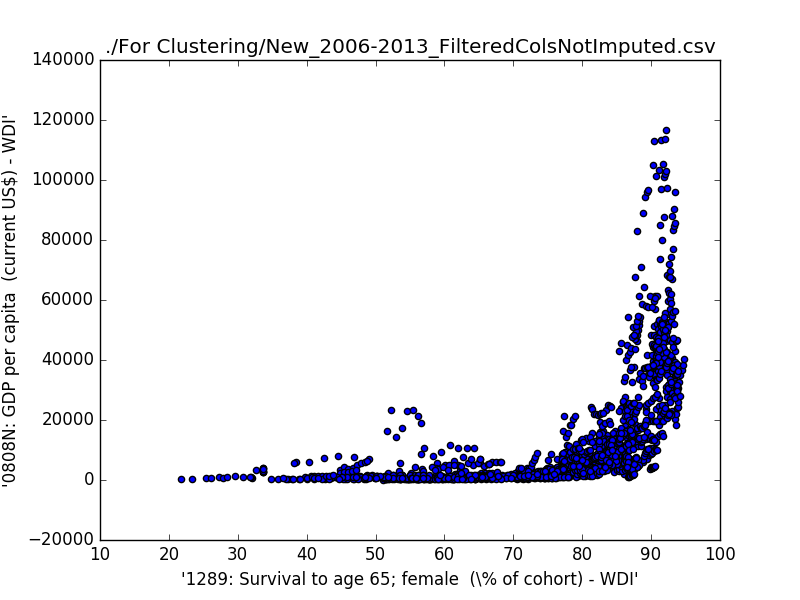 ./For Clustering/New_2006-2013_FilteredColsNotImputed.csv
140000
120000
100000
80000
60000
40000
20000
0
−20000
'0808N: GDP per capita  (current US$) - WDI'
10 20 30 40 50 60 70 80 90 100
'1289: Survival to age 65; female  (\% of cohort) - WDI'